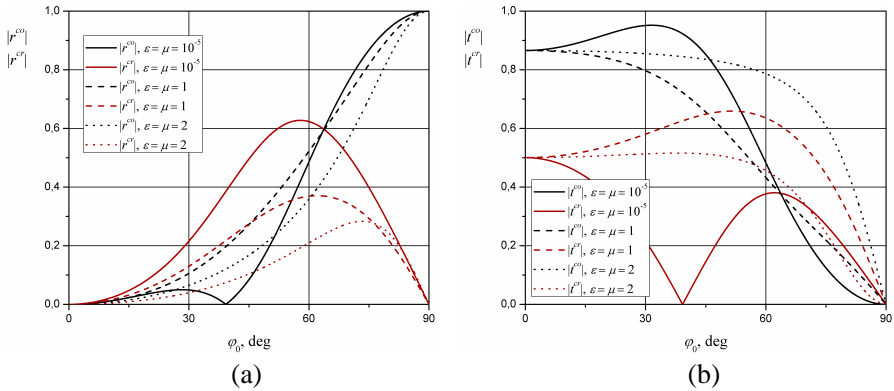 |r^co|
|r^cr|
1,0
0,8
0,6
0,4
0,2
0,0
|r^co|, ε = μ = 10^-5
|r^cr|, ε = μ = 10^-5
|r^co|, ε = μ = 1
|r^cr|, ε = μ = 1
|r^co|, ε = μ = 2
|r^cr|, ε = μ = 2
0 30 60 90
φ_0, deg
(a)
|t^co|
|t^cr|
1,0
0,8
0,6
0,4
0,2
0,0
|t^co|, ε = μ = 10^-5
|t^cr|, ε = μ = 10^-5
|t^co|, ε = μ = 1
|t^cr|, ε = μ = 1
|t^co|, ε = μ = 2
|t^cr|, ε = μ = 2
0 30 60 90
φ_0, deg
(b)